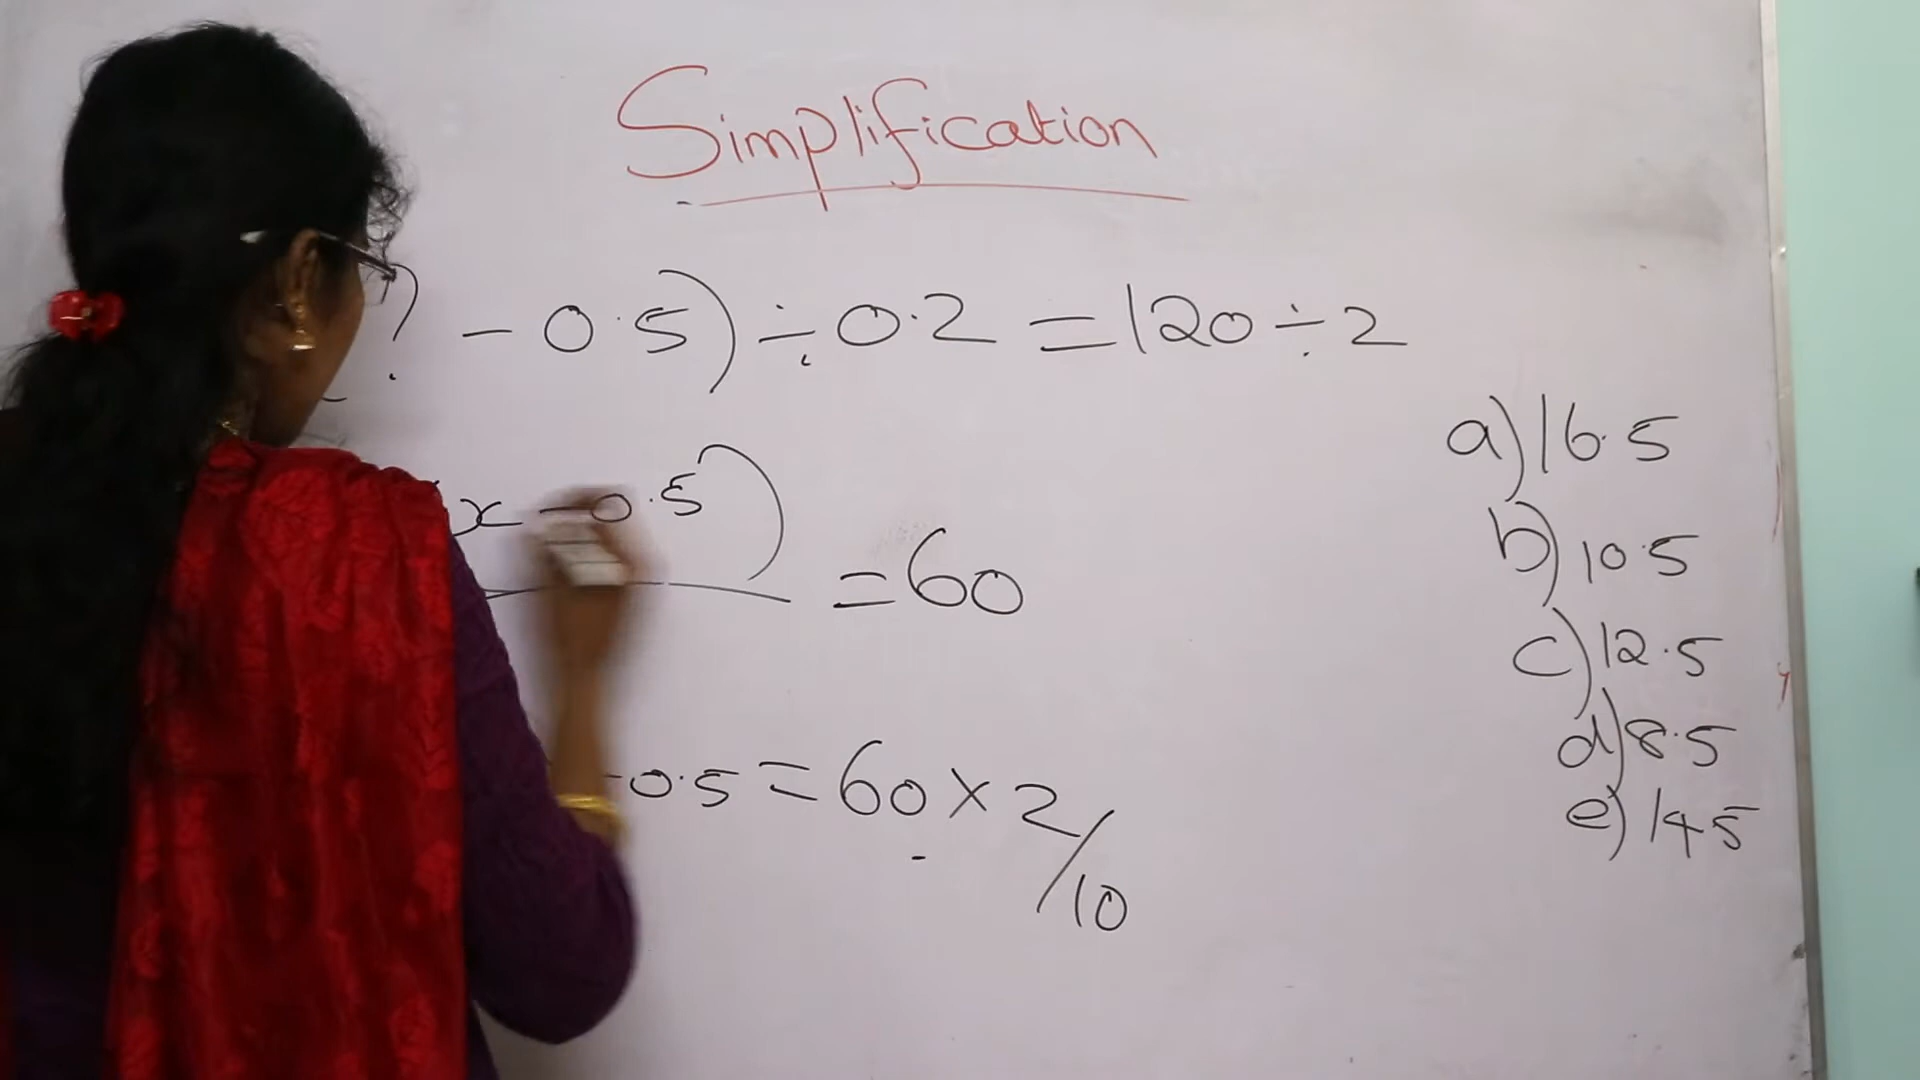 Simplification
? - 0.5) ÷ 0.2 = 120 ÷ 2
x - 0.5) = 60
- 0.5 = 60 × 2/10
a) 16.5
b) 10.5
c) 12.5
d) 8.5
e) 14.5